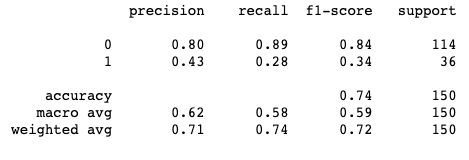 precision recall f1-score support
0 0.80 0.89 0.84 114
1 0.43 0.28 0.34 36
accuracy 0.74 150
macro avg 0.62 0.58 0.59 150
weighted avg 0.71 0.74 0.72 150